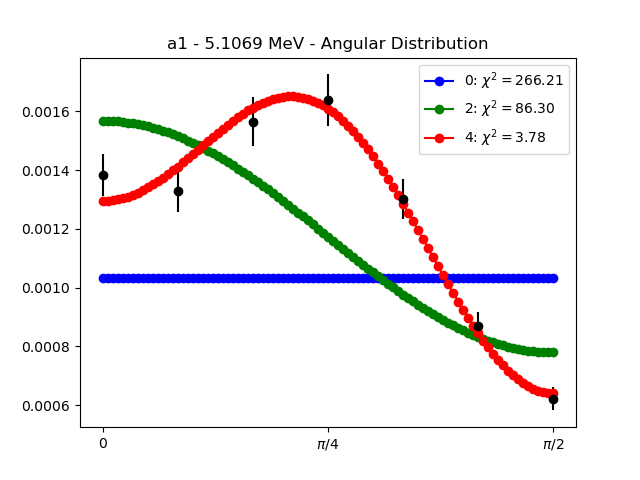 a1 - 5.1069 MeV - Angular Distribution
0: χ² = 266.21
2: χ² = 86.30
4: χ² = 3.78
0.0016
0.0014
0.0012
0.0010
0.0008
0.0006
0 π/4 π/2